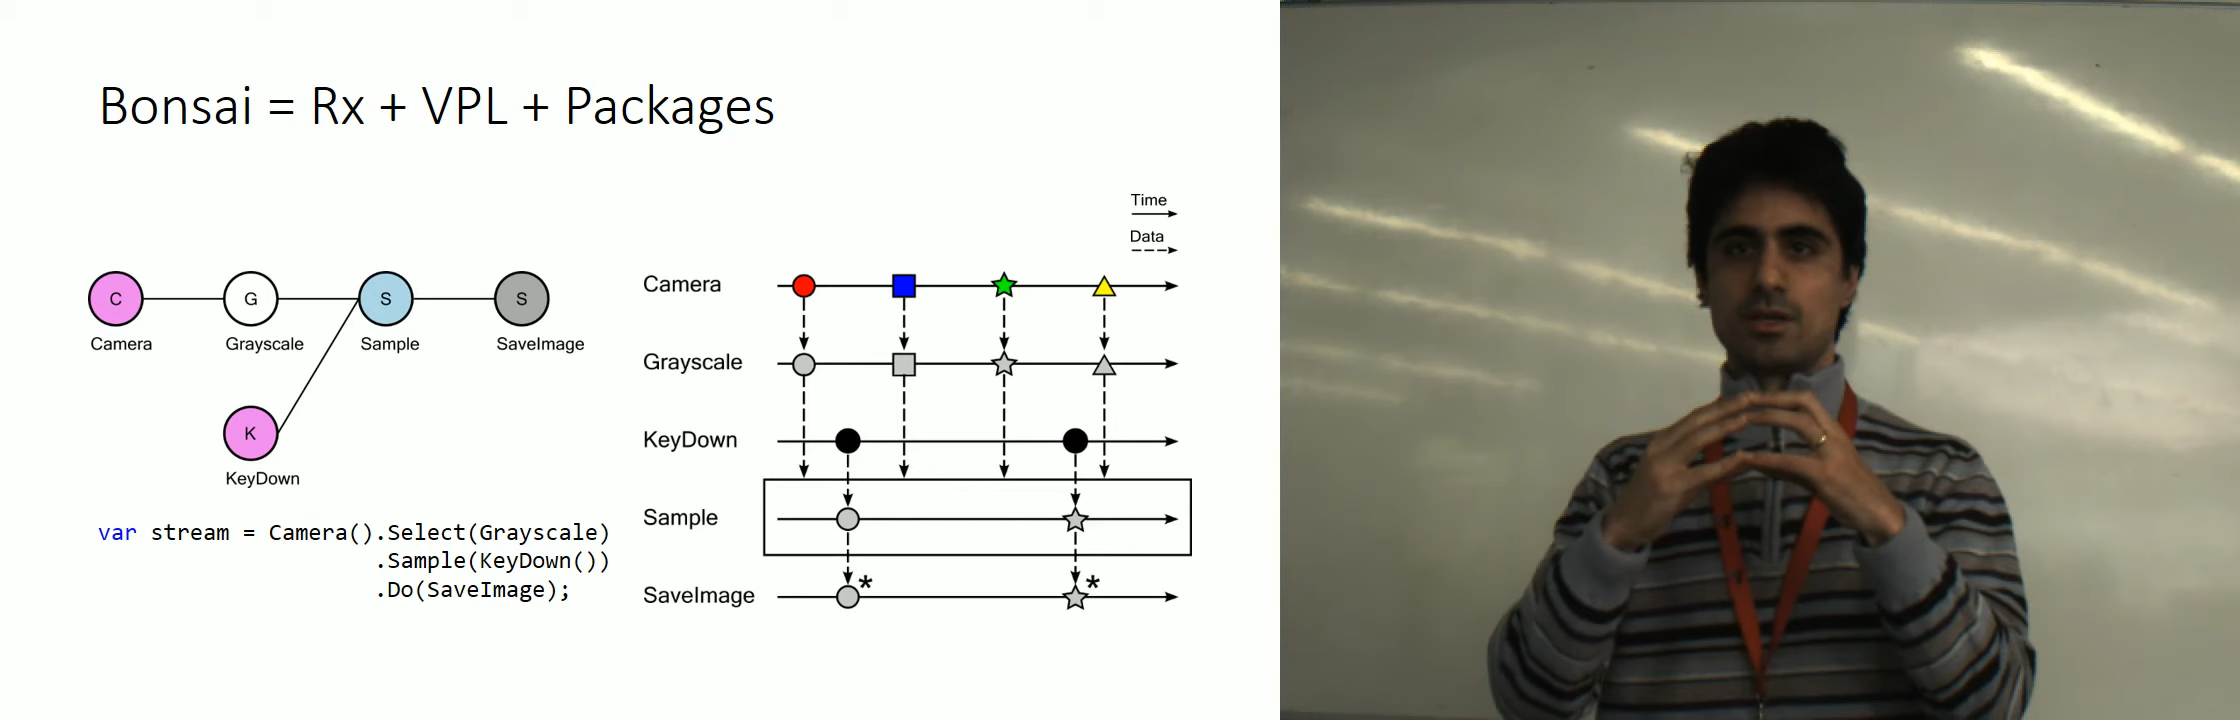 Bonsai = Rx + VPL + Packages
C
G
S
S
Camera
Grayscale
Sample
SaveImage
K
KeyDown
var stream = Camera().Select(Grayscale)
.Sample(KeyDown())
.Do(SaveImage);
Time
Data
Camera
Grayscale
KeyDown
Sample
SaveImage
*
*